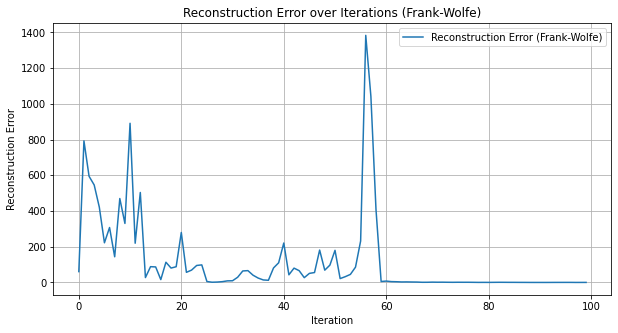 Reconstruction Error over Iterations (Frank-Wolfe)
Reconstruction Error (Frank-Wolfe)
1400
1200
1000
800
600
400
200
0
Reconstruction Error
0 20 40 60 80 100
Iteration